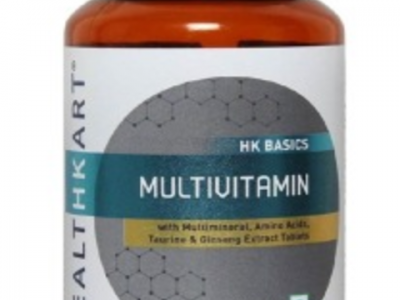 EALTHKART®
HK BASICS
MULTIVITAMIN
with Multimineral, Amino Acids,
Taurine & Ginseng Extract Tablets